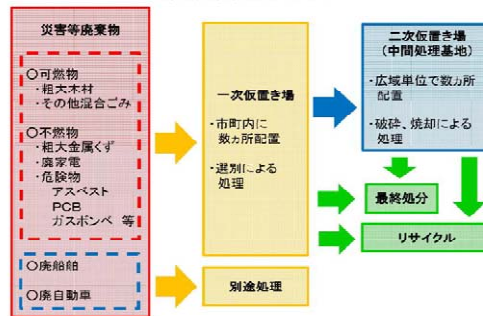 災害等廃棄物
〇可燃物
・粗大木材
・その他混合ごみ
〇不燃物
・粗大金属くず
・廃家電
・危険物
アスベスト
PCB
ガスボンベ 等
〇廃船舶
〇廃自動車
一次仮置き場
・市町内に
数ヵ所配置
・選別による
処理
別途処理
二次仮置き場
(中間処理基地)
・広域単位で数ヵ所
配置
・破砕、焼却による
処理
最終処分
リサイクル